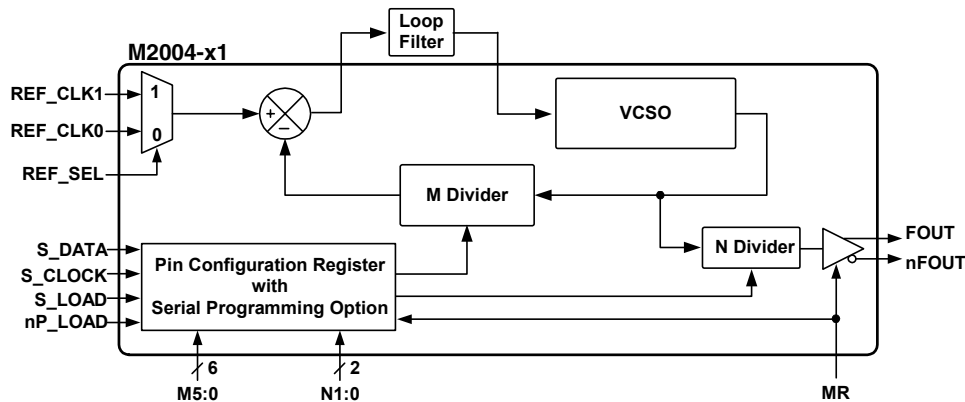 Loop
Filter
M2004-x1
REF_CLK1
1
REF_CLK0
0
REF_SEL
+
−
VCSO
M Divider
N Divider
FOUT
nFOUT
S_DATA
S_CLOCK
S_LOAD
nP_LOAD
Pin Configuration Register
with
Serial Programming Option
6
M5:0
2
N1:0
MR